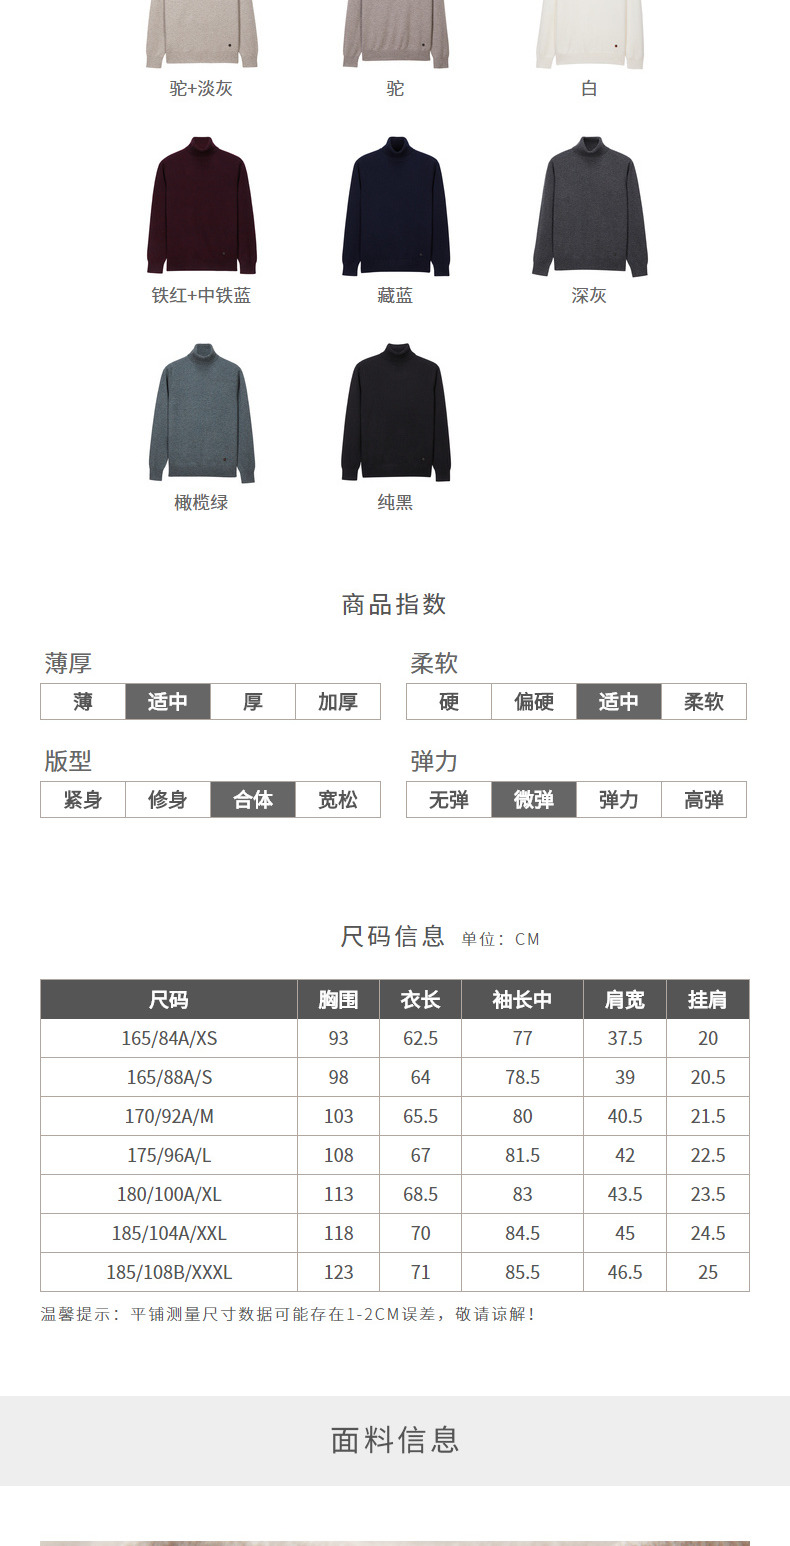 驼+淡灰 驼 白
铁红+中铁蓝 藏蓝 深灰
橄榄绿 纯黑
商品指数
薄厚 柔软
薄 适中 厚 加厚 硬 偏硬 适中 柔软
版型 弹力
紧身 修身 合体 宽松 无弹 微弹 弹力 高弹
尺码信息 单位：CM
尺码 胸围 衣长 袖长中 肩宽 挂肩
165/84A/XS 93 62.5 77 37.5 20
165/88A/S 98 64 78.5 39 20.5
170/92A/M 103 65.5 80 40.5 21.5
175/96A/L 108 67 81.5 42 22.5
180/100A/XL 113 68.5 83 43.5 23.5
185/104A/XXL 118 70 84.5 45 24.5
185/108B/XXXL 123 71 85.5 46.5 25
温馨提示：平铺测量尺寸数据可能存在1-2CM误差，敬请谅解！
面料信息